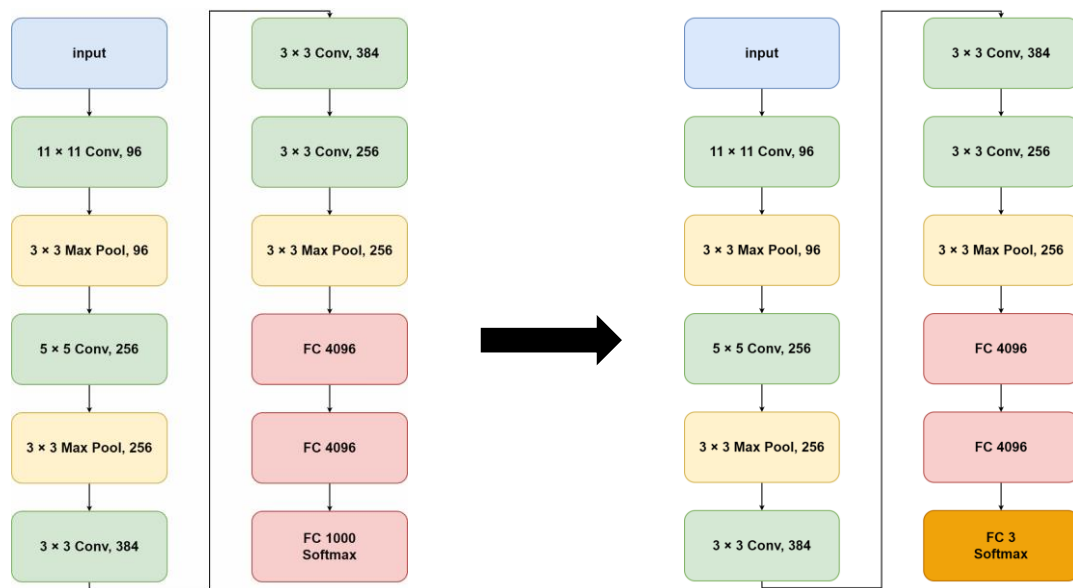 input
11 × 11 Conv, 96
3 × 3 Max Pool, 96
5 × 5 Conv, 256
3 × 3 Max Pool, 256
3 × 3 Conv, 384
3 × 3 Conv, 384
3 × 3 Conv, 256
3 × 3 Max Pool, 256
FC 4096
FC 4096
FC 1000
Softmax
input
11 × 11 Conv, 96
3 × 3 Max Pool, 96
5 × 5 Conv, 256
3 × 3 Max Pool, 256
3 × 3 Conv, 384
3 × 3 Conv, 384
3 × 3 Conv, 256
3 × 3 Max Pool, 256
FC 4096
FC 4096
FC 3
Softmax